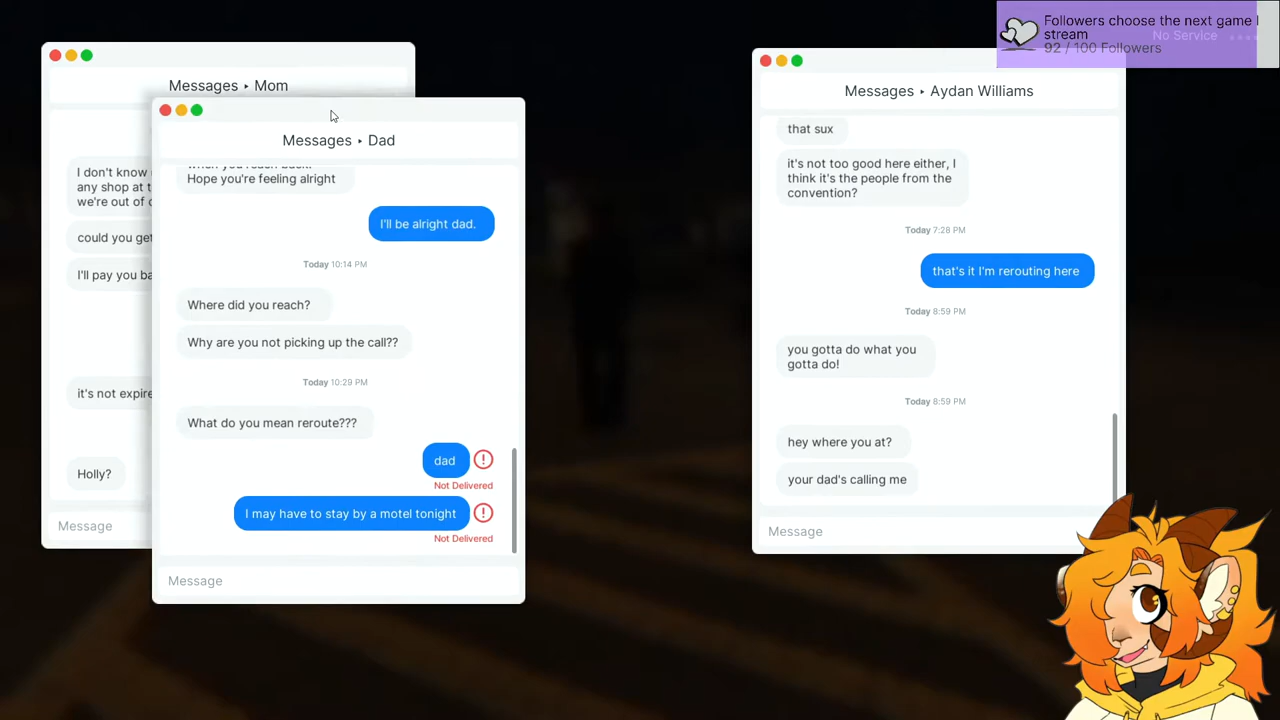 Followers choose the next game I
stream
No Service
92 / 100 Followers
Messages ▸ Mom
I don't know
any shop at t
we're out of
could you get
I'll pay you ba
it's not expire
Holly?
Message
Messages ▸ Dad
when you reach back.
Hope you're feeling alright
I'll be alright dad.
Today 10:14 PM
Where did you reach?
Why are you not picking up the call??
Today 10:29 PM
What do you mean reroute???
dad
Not Delivered
I may have to stay by a motel tonight
Not Delivered
Message
Messages ▸ Aydan Williams
that sux
it's not too good here either, I
think it's the people from the
convention?
Today 7:28 PM
that's it I'm rerouting here
Today 8:59 PM
you gotta do what you
gotta do!
Today 8:59 PM
hey where you at?
your dad's calling me
Message